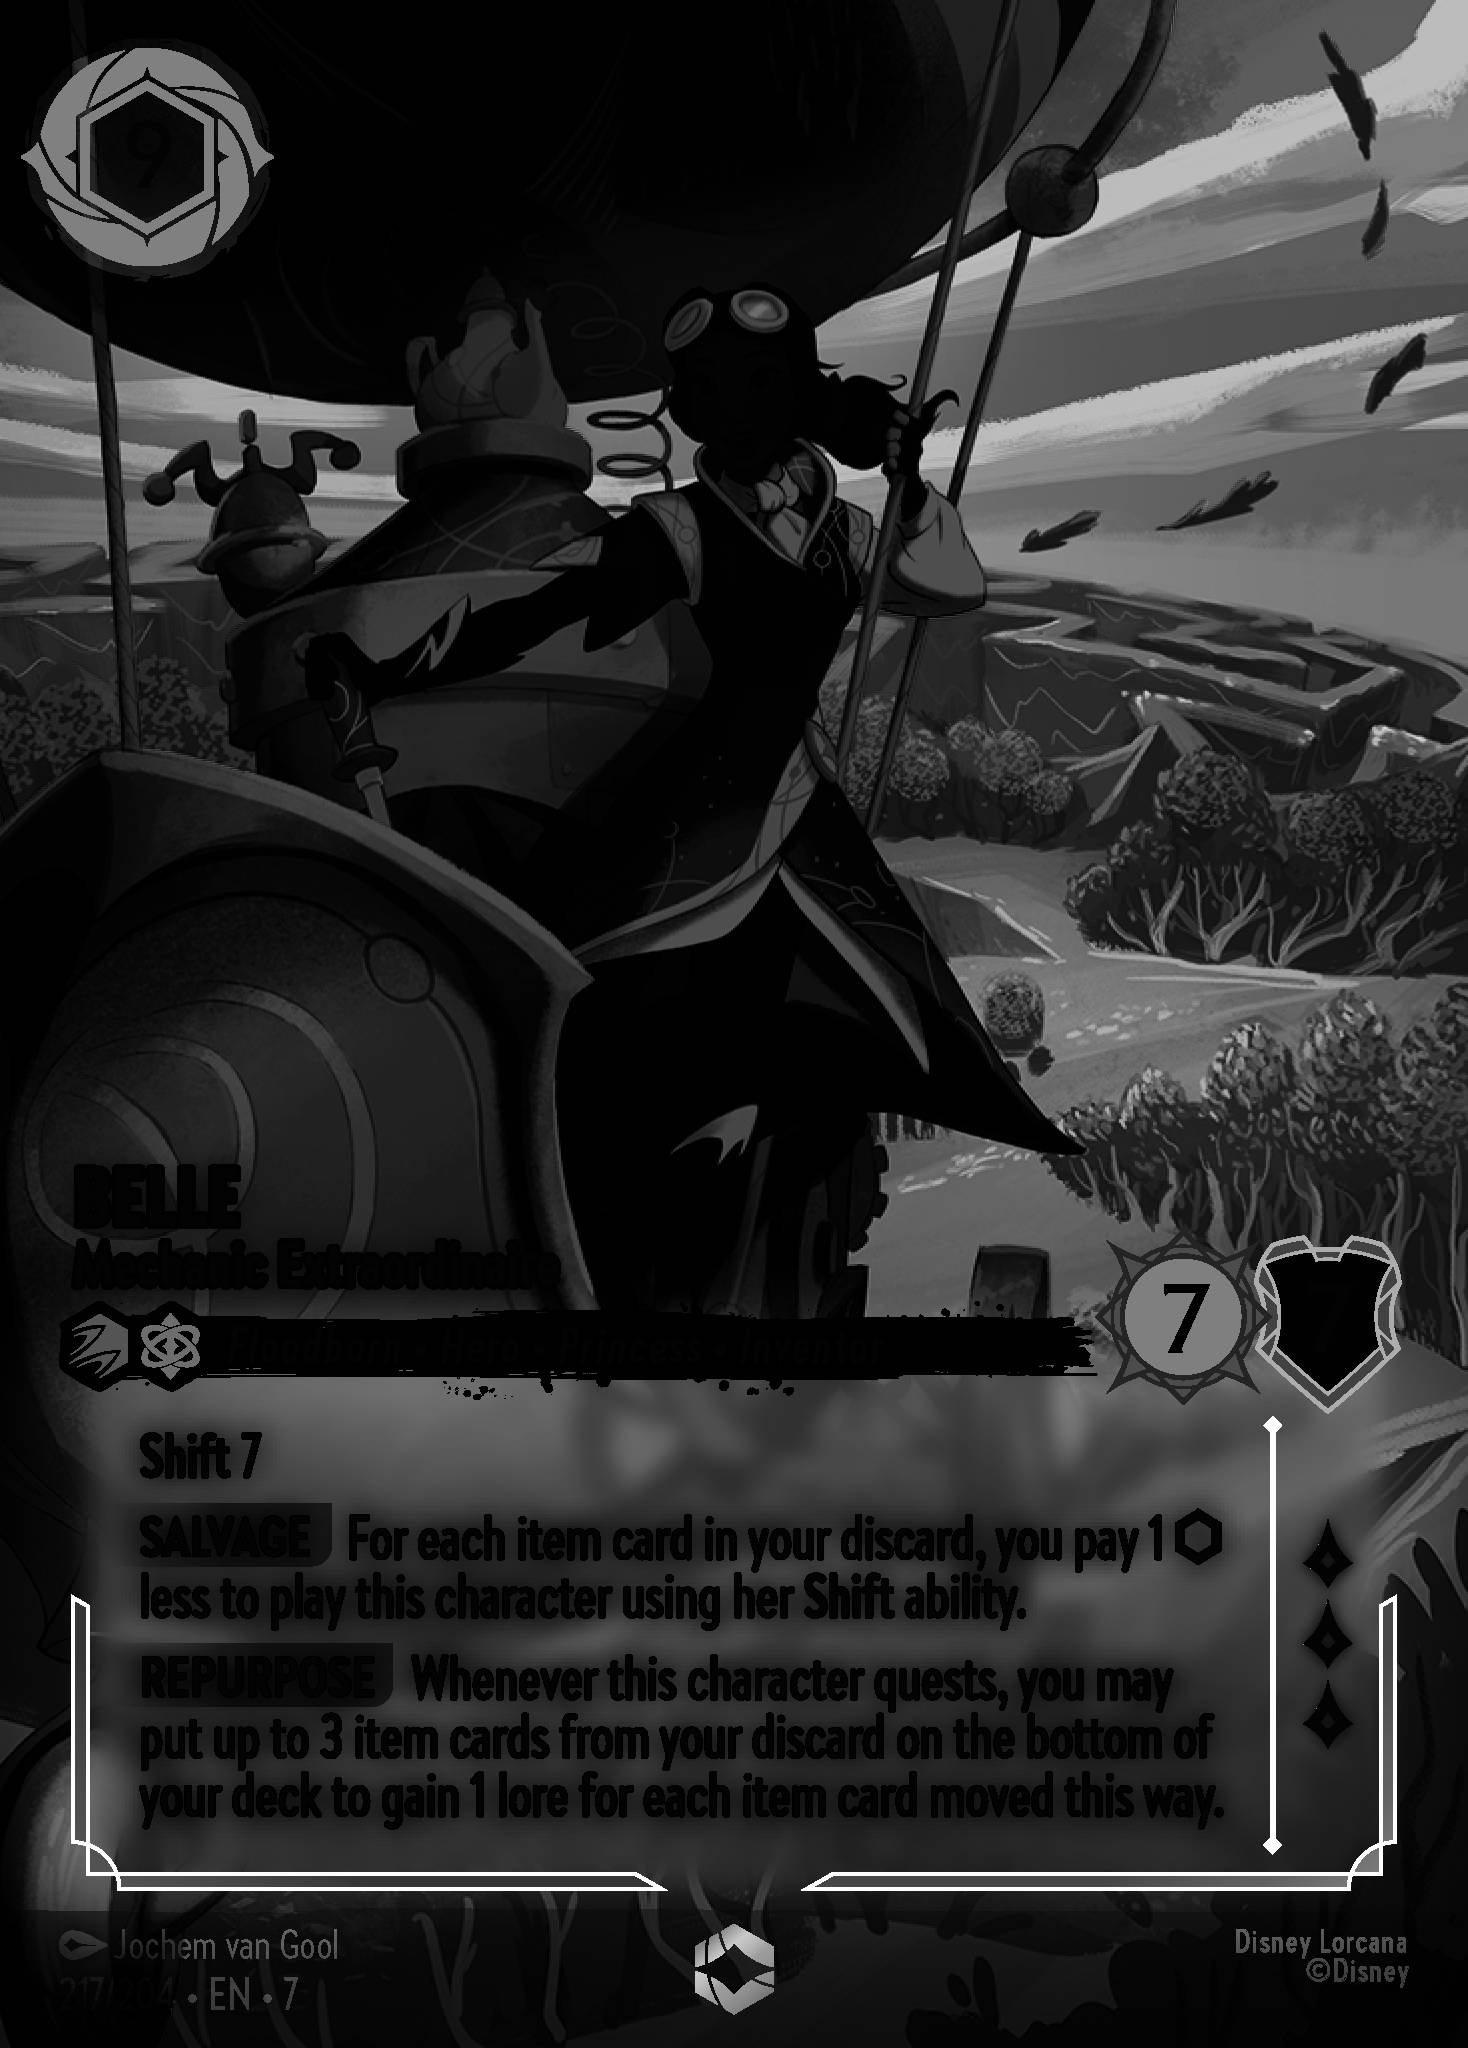 9
BELLE
Mechanic Extraordinaire
Floodborn • Hero • Princess • Inventor
7 7
Shift 7
SALVAGE For each item card in your discard, you pay 1
less to play this character using her Shift ability.
REPURPOSE Whenever this character quests, you may
put up to 3 item cards from your discard on the bottom of
your deck to gain 1 lore for each item card moved this way.
Jochem van Gool
217/204 • EN • 7
Disney Lorcana
©Disney